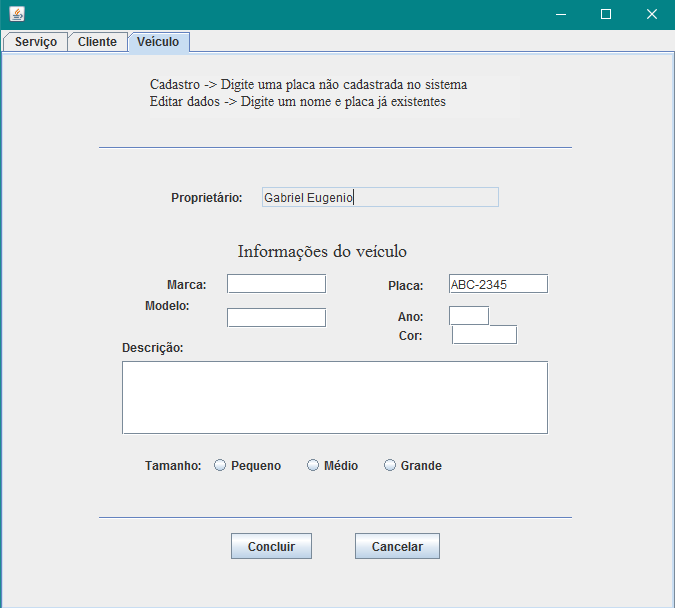 Serviço Cliente Veículo
Cadastro -> Digite uma placa não cadastrada no sistema
Editar dados -> Digite um nome e placa já existentes
Proprietário: Gabriel Eugenio
Informações do veículo
Marca: Placa: ABC-2345
Modelo:
Ano:
Cor:
Descrição:
Tamanho: Pequeno Médio Grande
Concluir Cancelar